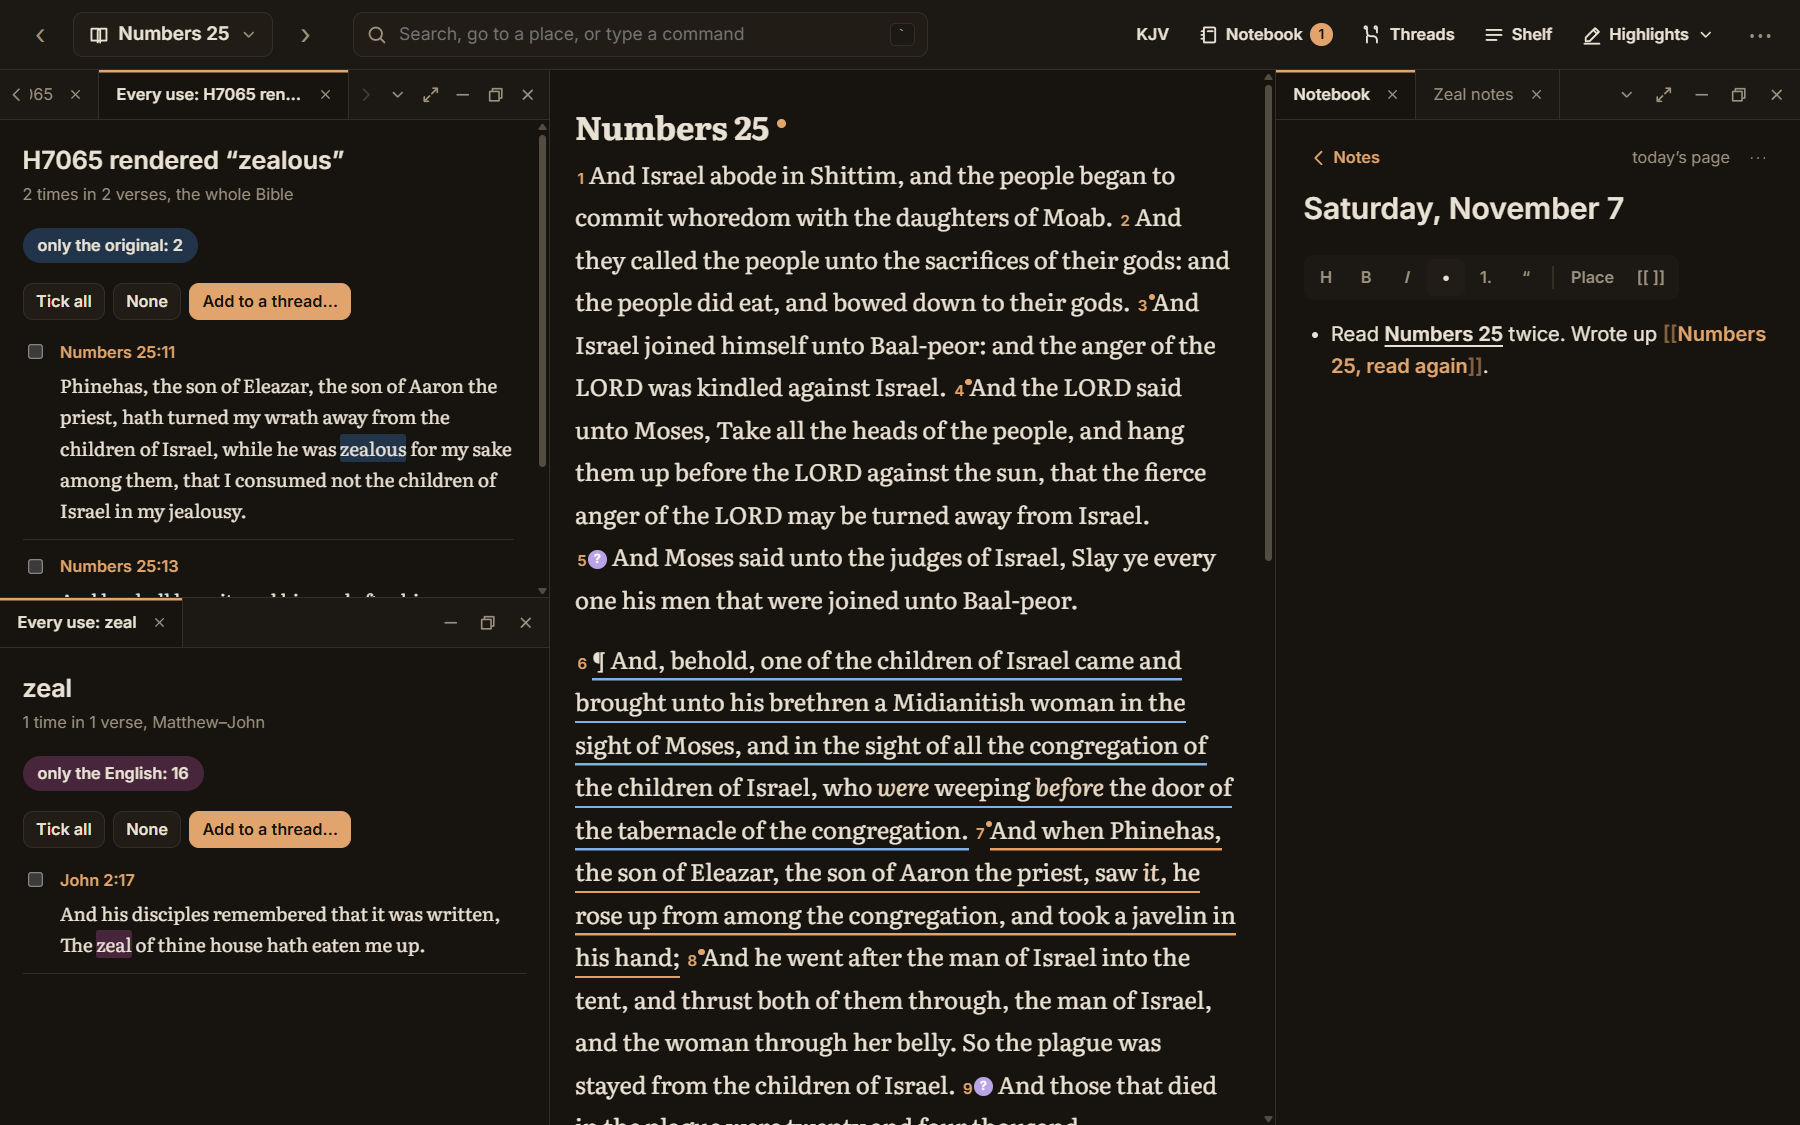 Numbers 25
Search, go to a place, or type a command
`
KJV
Notebook 1
Threads
Shelf
Highlights
065
Every use: H7065 ren...
H7065 rendered “zealous”
2 times in 2 verses, the whole Bible
only the original: 2
Tick all
None
Add to a thread...
Numbers 25:11
Phinehas, the son of Eleazar, the son of Aaron the
priest, hath turned my wrath away from the
children of Israel, while he was zealous for my sake
among them, that I consumed not the children of
Israel in my jealousy.
Numbers 25:13
Every use: zeal
zeal
1 time in 1 verse, Matthew–John
only the English: 16
Tick all
None
Add to a thread...
John 2:17
And his disciples remembered that it was written,
The zeal of thine house hath eaten me up.
Numbers 25
1 And Israel abode in Shittim, and the people began to
commit whoredom with the daughters of Moab. 2 And
they called the people unto the sacrifices of their gods: and
the people did eat, and bowed down to their gods. 3 And
Israel joined himself unto Baal-peor: and the anger of the
LORD was kindled against Israel. 4 And the LORD said
unto Moses, Take all the heads of the people, and hang
them up before the LORD against the sun, that the fierce
anger of the LORD may be turned away from Israel.
5 ? And Moses said unto the judges of Israel, Slay ye every
one his men that were joined unto Baal-peor.
6 ¶ And, behold, one of the children of Israel came and
brought unto his brethren a Midianitish woman in the
sight of Moses, and in the sight of all the congregation of
the children of Israel, who were weeping before the door of
the tabernacle of the congregation. 7 And when Phinehas,
the son of Eleazar, the son of Aaron the priest, saw it, he
rose up from among the congregation, and took a javelin in
his hand; 8 And he went after the man of Israel into the
tent, and thrust both of them through, the man of Israel,
and the woman through her belly. So the plague was
stayed from the children of Israel. 9 ? And those that died
in the plague were twenty and four thousand.
Notebook
Zeal notes
Notes
today’s page
Saturday, November 7
H B I • 1. “ Place [[ ]]
• Read Numbers 25 twice. Wrote up [[Numbers
25, read again]].